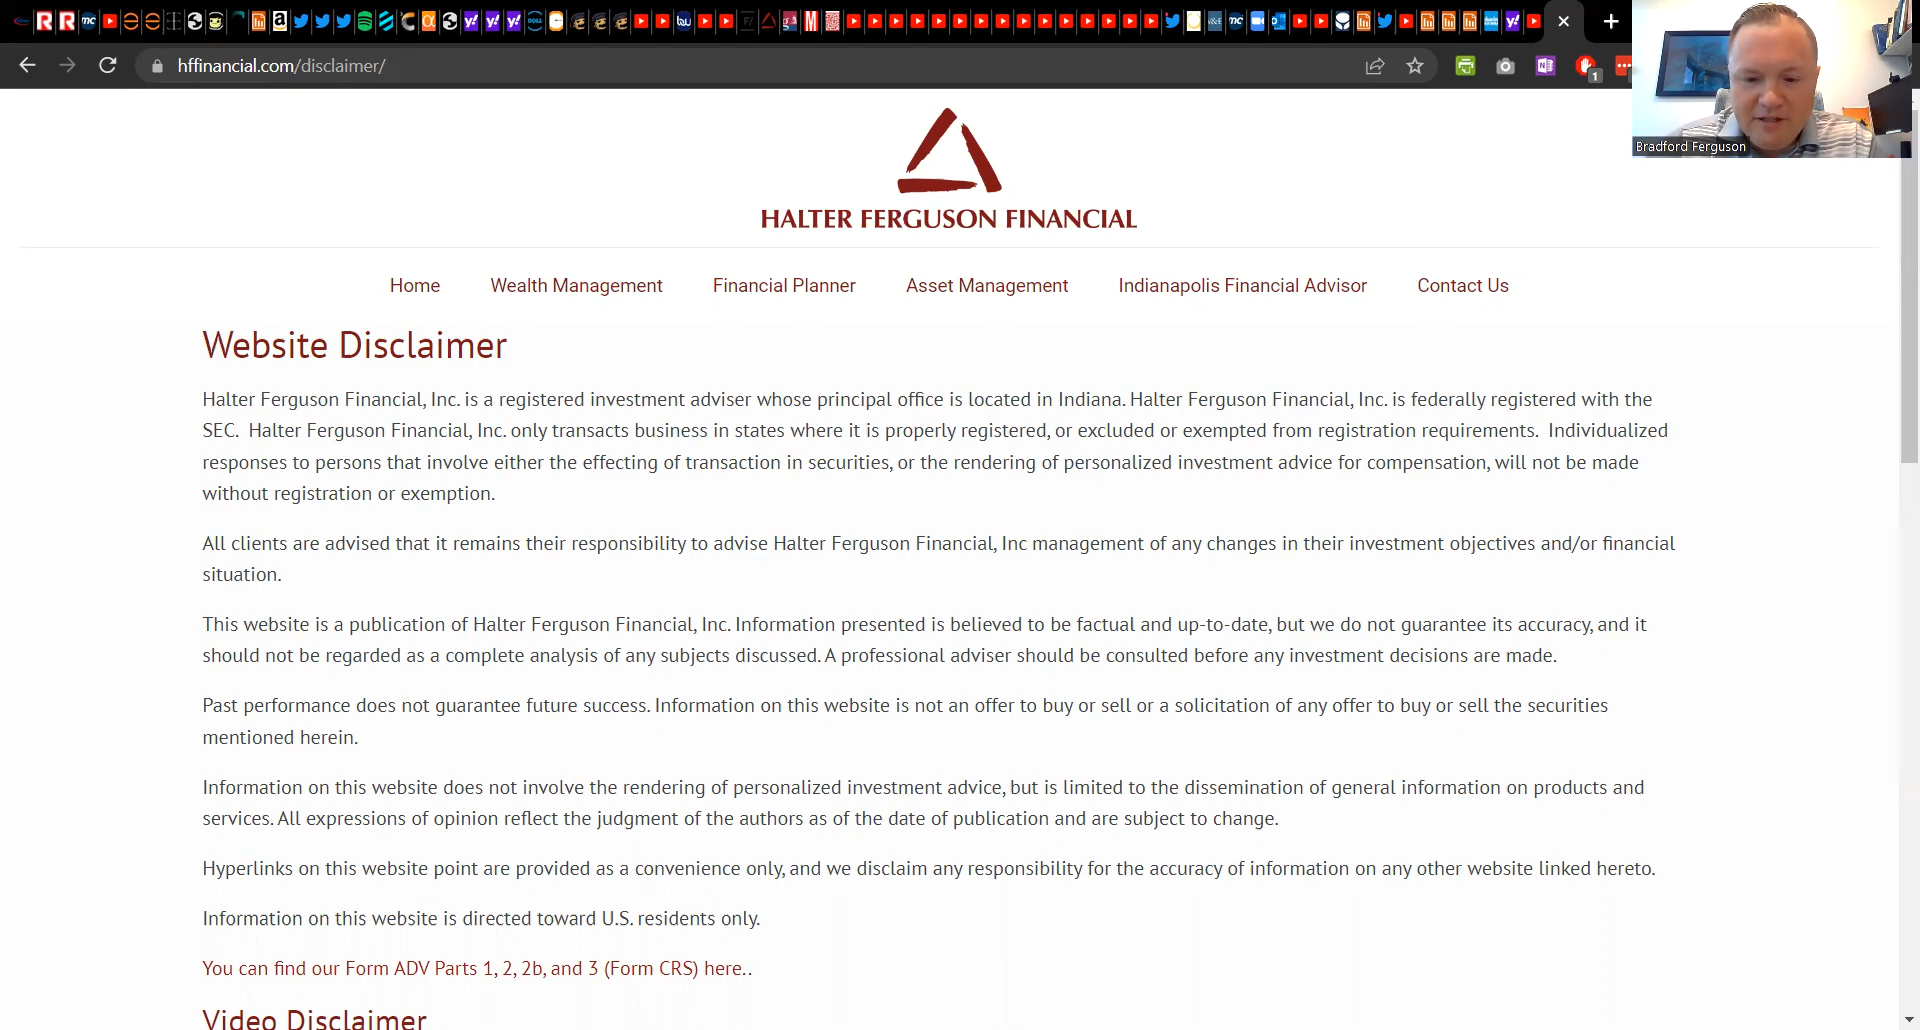 hffinancial.com/disclaimer/
1
Bradford Ferguson
HALTER FERGUSON FINANCIAL
Home Wealth Management Financial Planner Asset Management Indianapolis Financial Advisor Contact Us
Website Disclaimer
Halter Ferguson Financial, Inc. is a registered investment adviser whose principal office is located in Indiana. Halter Ferguson Financial, Inc. is federally registered with the
SEC.  Halter Ferguson Financial, Inc. only transacts business in states where it is properly registered, or excluded or exempted from registration requirements.  Individualized
responses to persons that involve either the effecting of transaction in securities, or the rendering of personalized investment advice for compensation, will not be made
without registration or exemption.
All clients are advised that it remains their responsibility to advise Halter Ferguson Financial, Inc management of any changes in their investment objectives and/or financial
situation.
This website is a publication of Halter Ferguson Financial, Inc. Information presented is believed to be factual and up-to-date, but we do not guarantee its accuracy, and it
should not be regarded as a complete analysis of any subjects discussed. A professional adviser should be consulted before any investment decisions are made.
Past performance does not guarantee future success. Information on this website is not an offer to buy or sell or a solicitation of any offer to buy or sell the securities
mentioned herein.
Information on this website does not involve the rendering of personalized investment advice, but is limited to the dissemination of general information on products and
services. All expressions of opinion reflect the judgment of the authors as of the date of publication and are subject to change.
Hyperlinks on this website point are provided as a convenience only, and we disclaim any responsibility for the accuracy of information on any other website linked hereto.
Information on this website is directed toward U.S. residents only.
You can find our Form ADV Parts 1, 2, 2b, and 3 (Form CRS) here..
Video Disclaimer